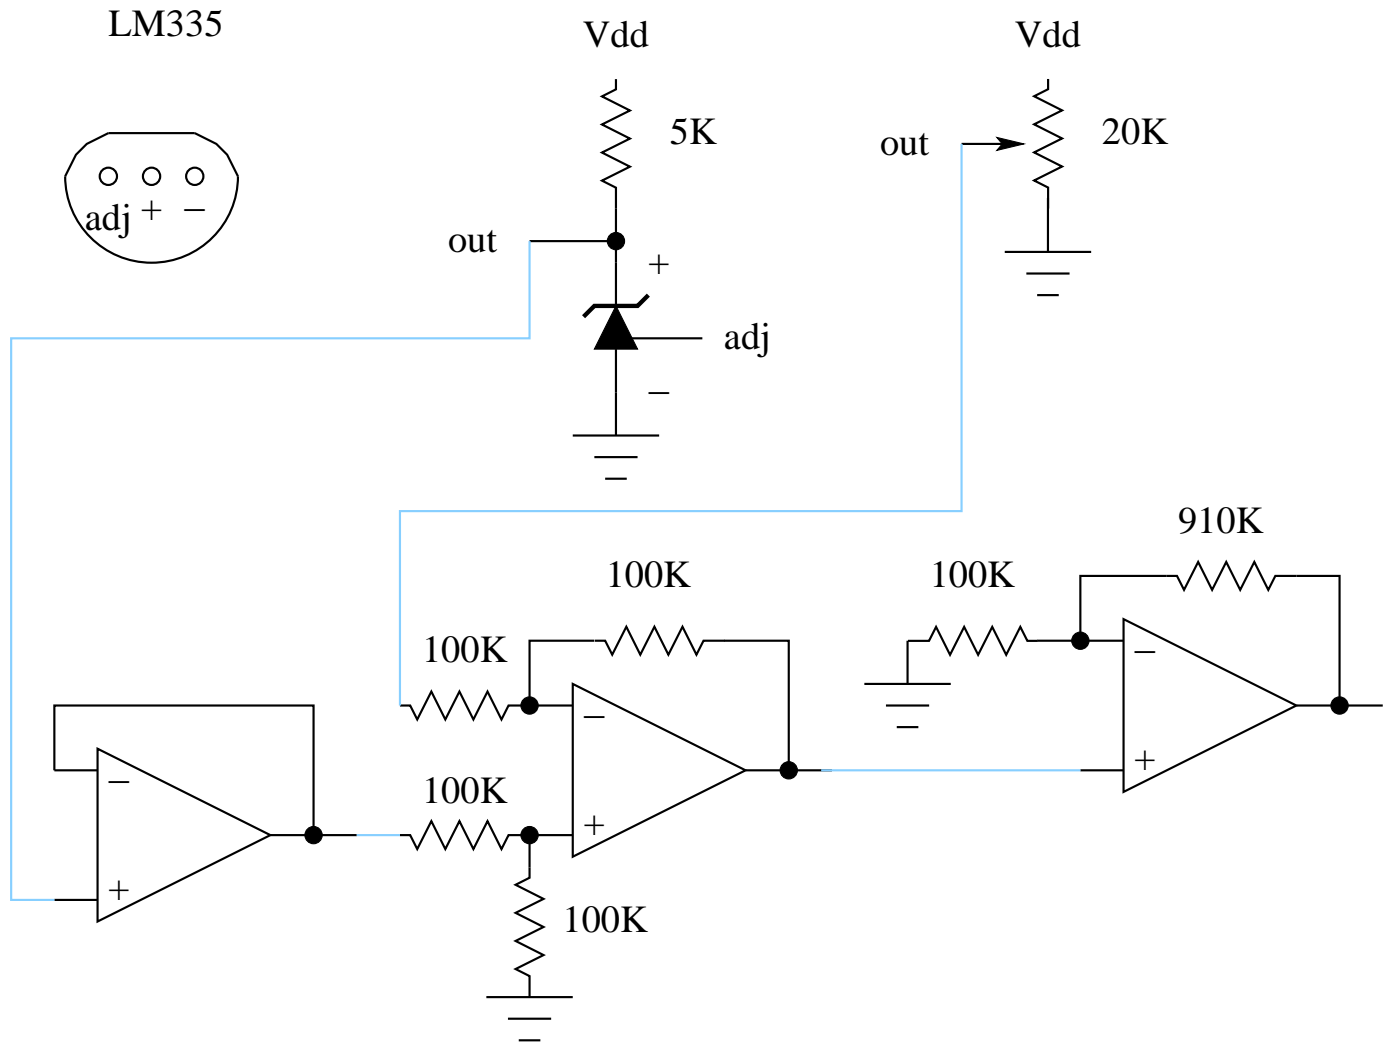 LM335
Vdd
Vdd
5K
20K
out
adj + −
out
+
adj
−
910K
100K
100K
100K
−
−
100K
+
−
+
+
100K